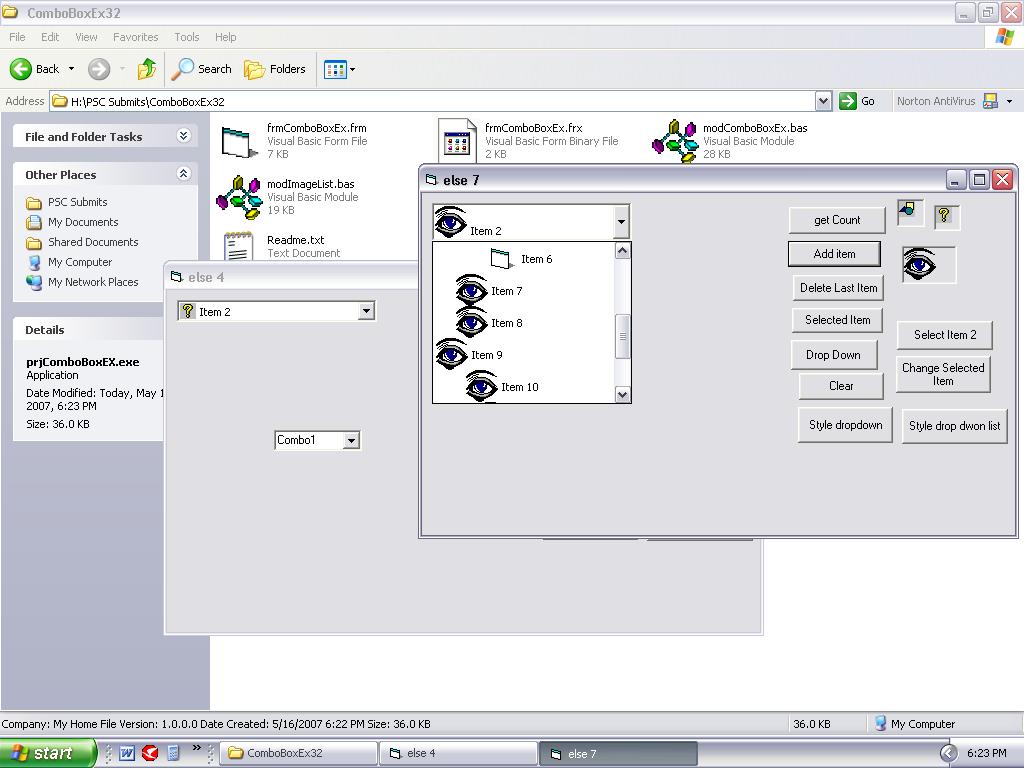 ComboBoxEx32
File Edit View Favorites Tools Help
Back Search Folders
Address H:\PSC Submits\ComboBoxEx32 Go Norton AntiVirus
File and Folder Tasks
Other Places
PSC Submits
My Documents
Shared Documents
My Computer
My Network Places
Details
prjComboBoxEX.exe
Application
Date Modified: Today, May 1
2007, 6:23 PM
Size: 36.0 KB
frmComboBoxEx.frm
Visual Basic Form File
7 KB
frmComboBoxEx.frx
Visual Basic Form Binary File
2 KB
modComboBoxEx.bas
Visual Basic Module
28 KB
modImageList.bas
Visual Basic Module
19 KB
Readme.txt
Text Document
else 4
Item 2
Combo1
else 7
Item 2
Item 6
Item 7
Item 8
Item 9
Item 10
get Count
Add item
Delete Last Item
Selected Item
Drop Down
Clear
Style dropdown
Select Item 2
Change Selected
Item
Style drop dwon list
Company: My Home File Version: 1.0.0.0 Date Created: 5/16/2007 6:22 PM Size: 36.0 KB 36.0 KB My Computer
start ComboBoxEx32 else 4 else 7 6:23 PM